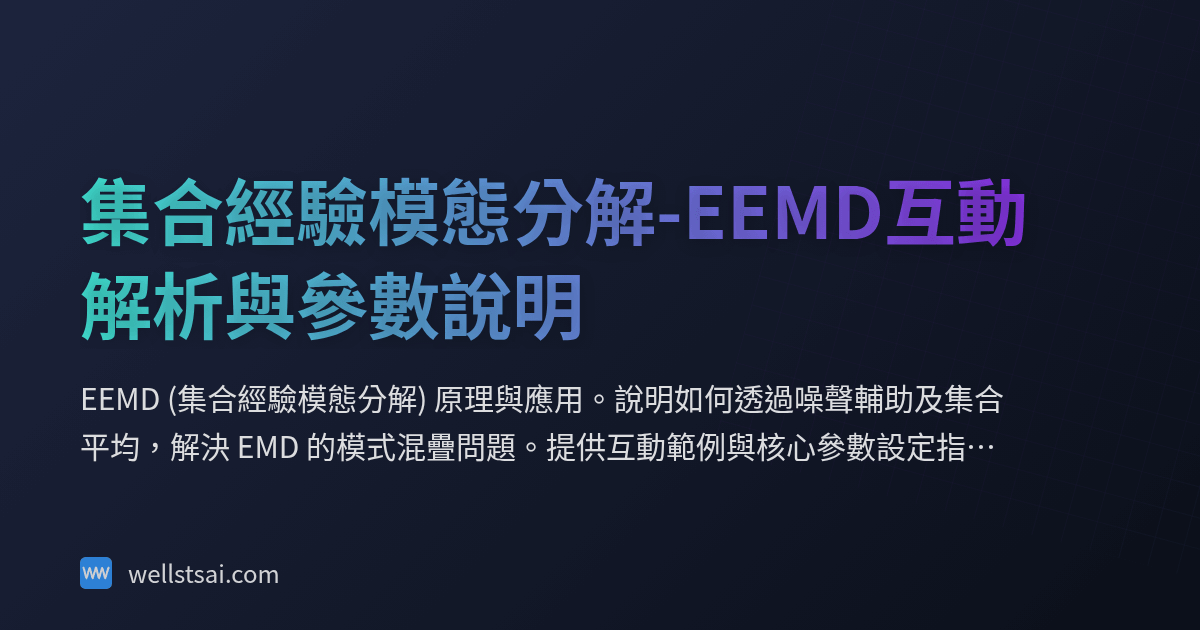 集合經驗模態分解-EEMD互動
解析與參數說明
EEMD (集合經驗模態分解) 原理與應用。說明如何透過噪聲輔助及集合
平均，解決 EMD 的模式混疊問題。提供互動範例與核心參數設定指…
wellstsai.com